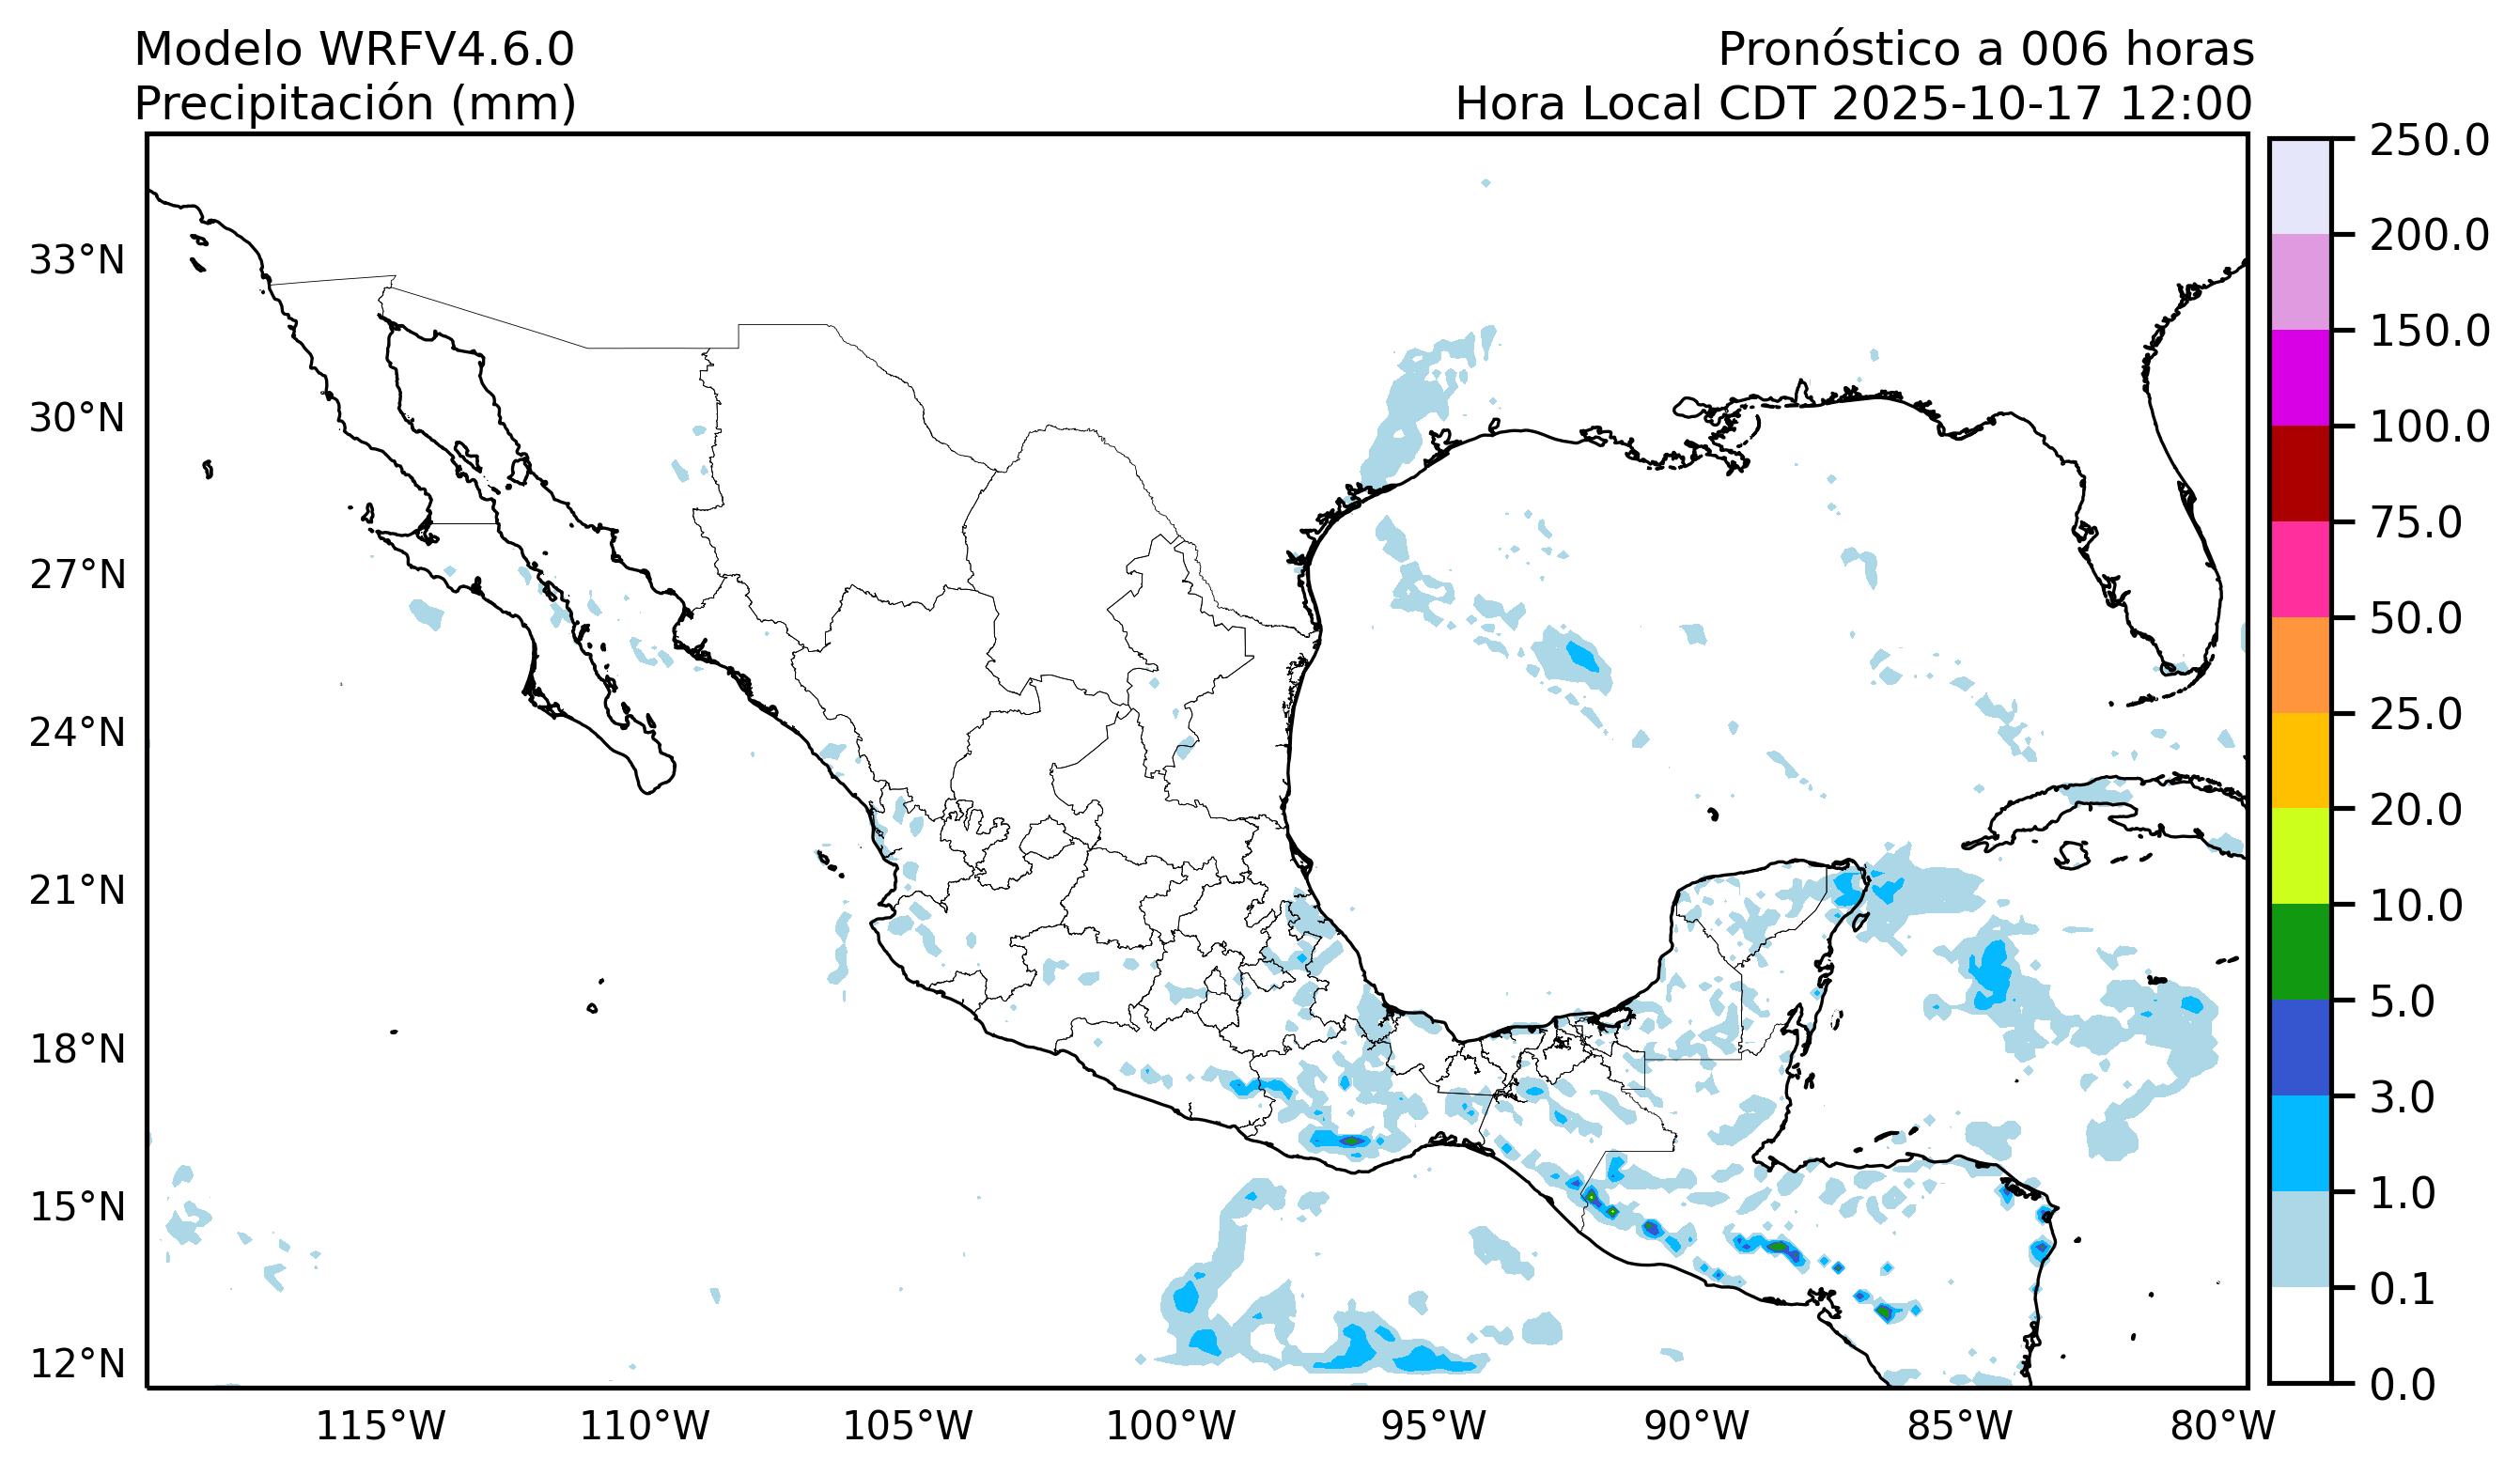 Modelo WRFV4.6.0
Precipitación (mm)
Pronóstico a 006 horas
Hora Local CDT 2025-10-17 12:00
33°N
30°N
27°N
24°N
21°N
18°N
15°N
12°N
115°W
110°W
105°W
100°W
95°W
90°W
85°W
80°W
250.0
200.0
150.0
100.0
75.0
50.0
25.0
20.0
10.0
5.0
3.0
1.0
0.1
0.0